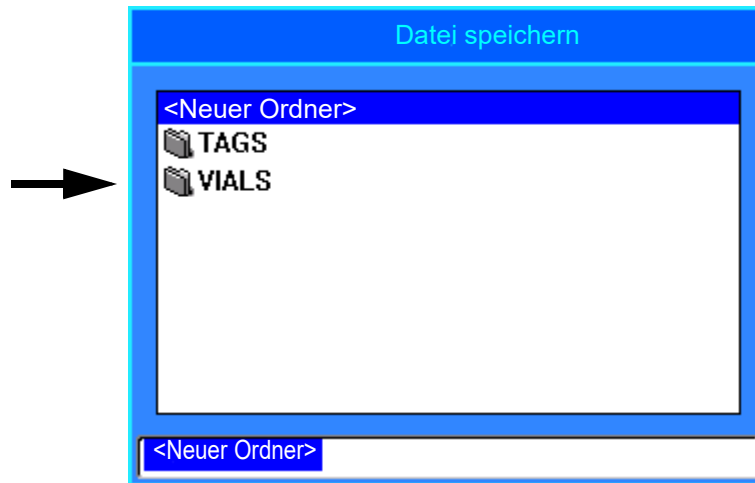 Datei speichern
<Neuer Ordner>
TAGS
VIALS
<Neuer Ordner>